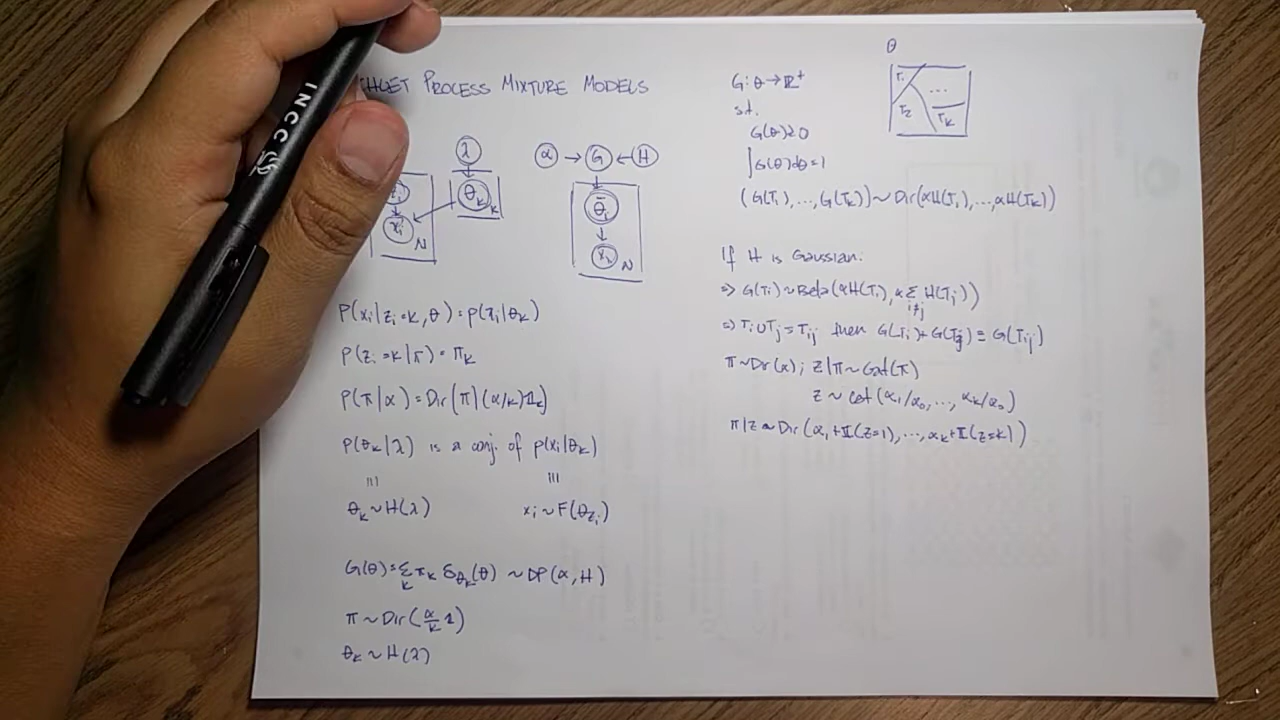 CHLET PROCESS MIXTURE MODELS
λ
θk K
xi N
α → G ← H
θ̄i
xi N
P(xi|zi=k, θ) = p(xi|θk)
P(zi=k|π) = πk
P(π|α) = Dir(π|(α/k)𝟙k)
P(θk|λ) is a conj. of p(xi|θk)
θk ~ H(λ) xi ~ F(θzi)
G(θ) = Σk πk δθk(θ) ~ DP(α, H)
π ~ Dir(α/k 𝟙)
θk ~ H(λ)
INCCC
G: θ → ℝ⁺
s.t.
G(θ) ≥ 0
∫G(θ)dθ = 1
(G(T1), ..., G(Tk)) ~ Dir(αH(T1), ..., αH(Tk))
θ
T1
T2 ... Tk
If H is Gaussian.
⇒ G(Ti) ~ Beta(αH(Ti), α Σ i≠j H(Tj))
⇒ Ti ∪ Tj = Tij then G(Ti) + G(Tj) = G(Tij)
π ~ Dir(α); z|π ~ Cat(π)
z ~ Cat(α1/α0, ..., αk/α0)
π|z ~ Dir(α1 + 𝕀(z=1), ..., αk + 𝕀(z=k))